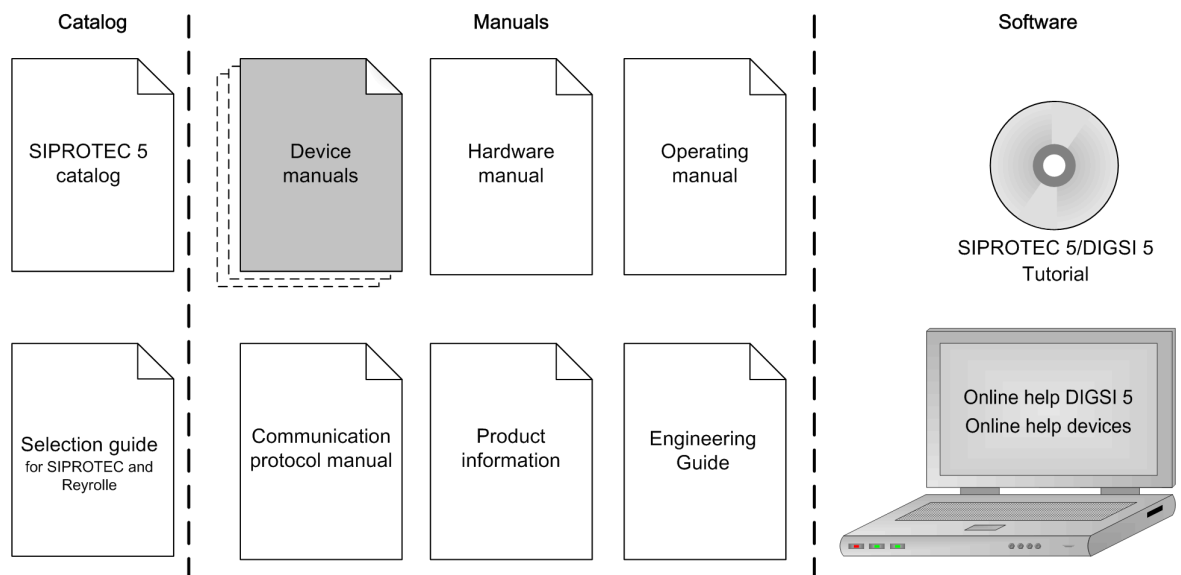 Catalog
Manuals
Software
SIPROTEC 5
catalog
Device
manuals
Hardware
manual
Operating
manual
SIPROTEC 5/DIGSI 5
Tutorial
Selection guide
for SIPROTEC and
Reyrolle
Communication
protocol manual
Product
information
Engineering
Guide
Online help DIGSI 5
Online help devices